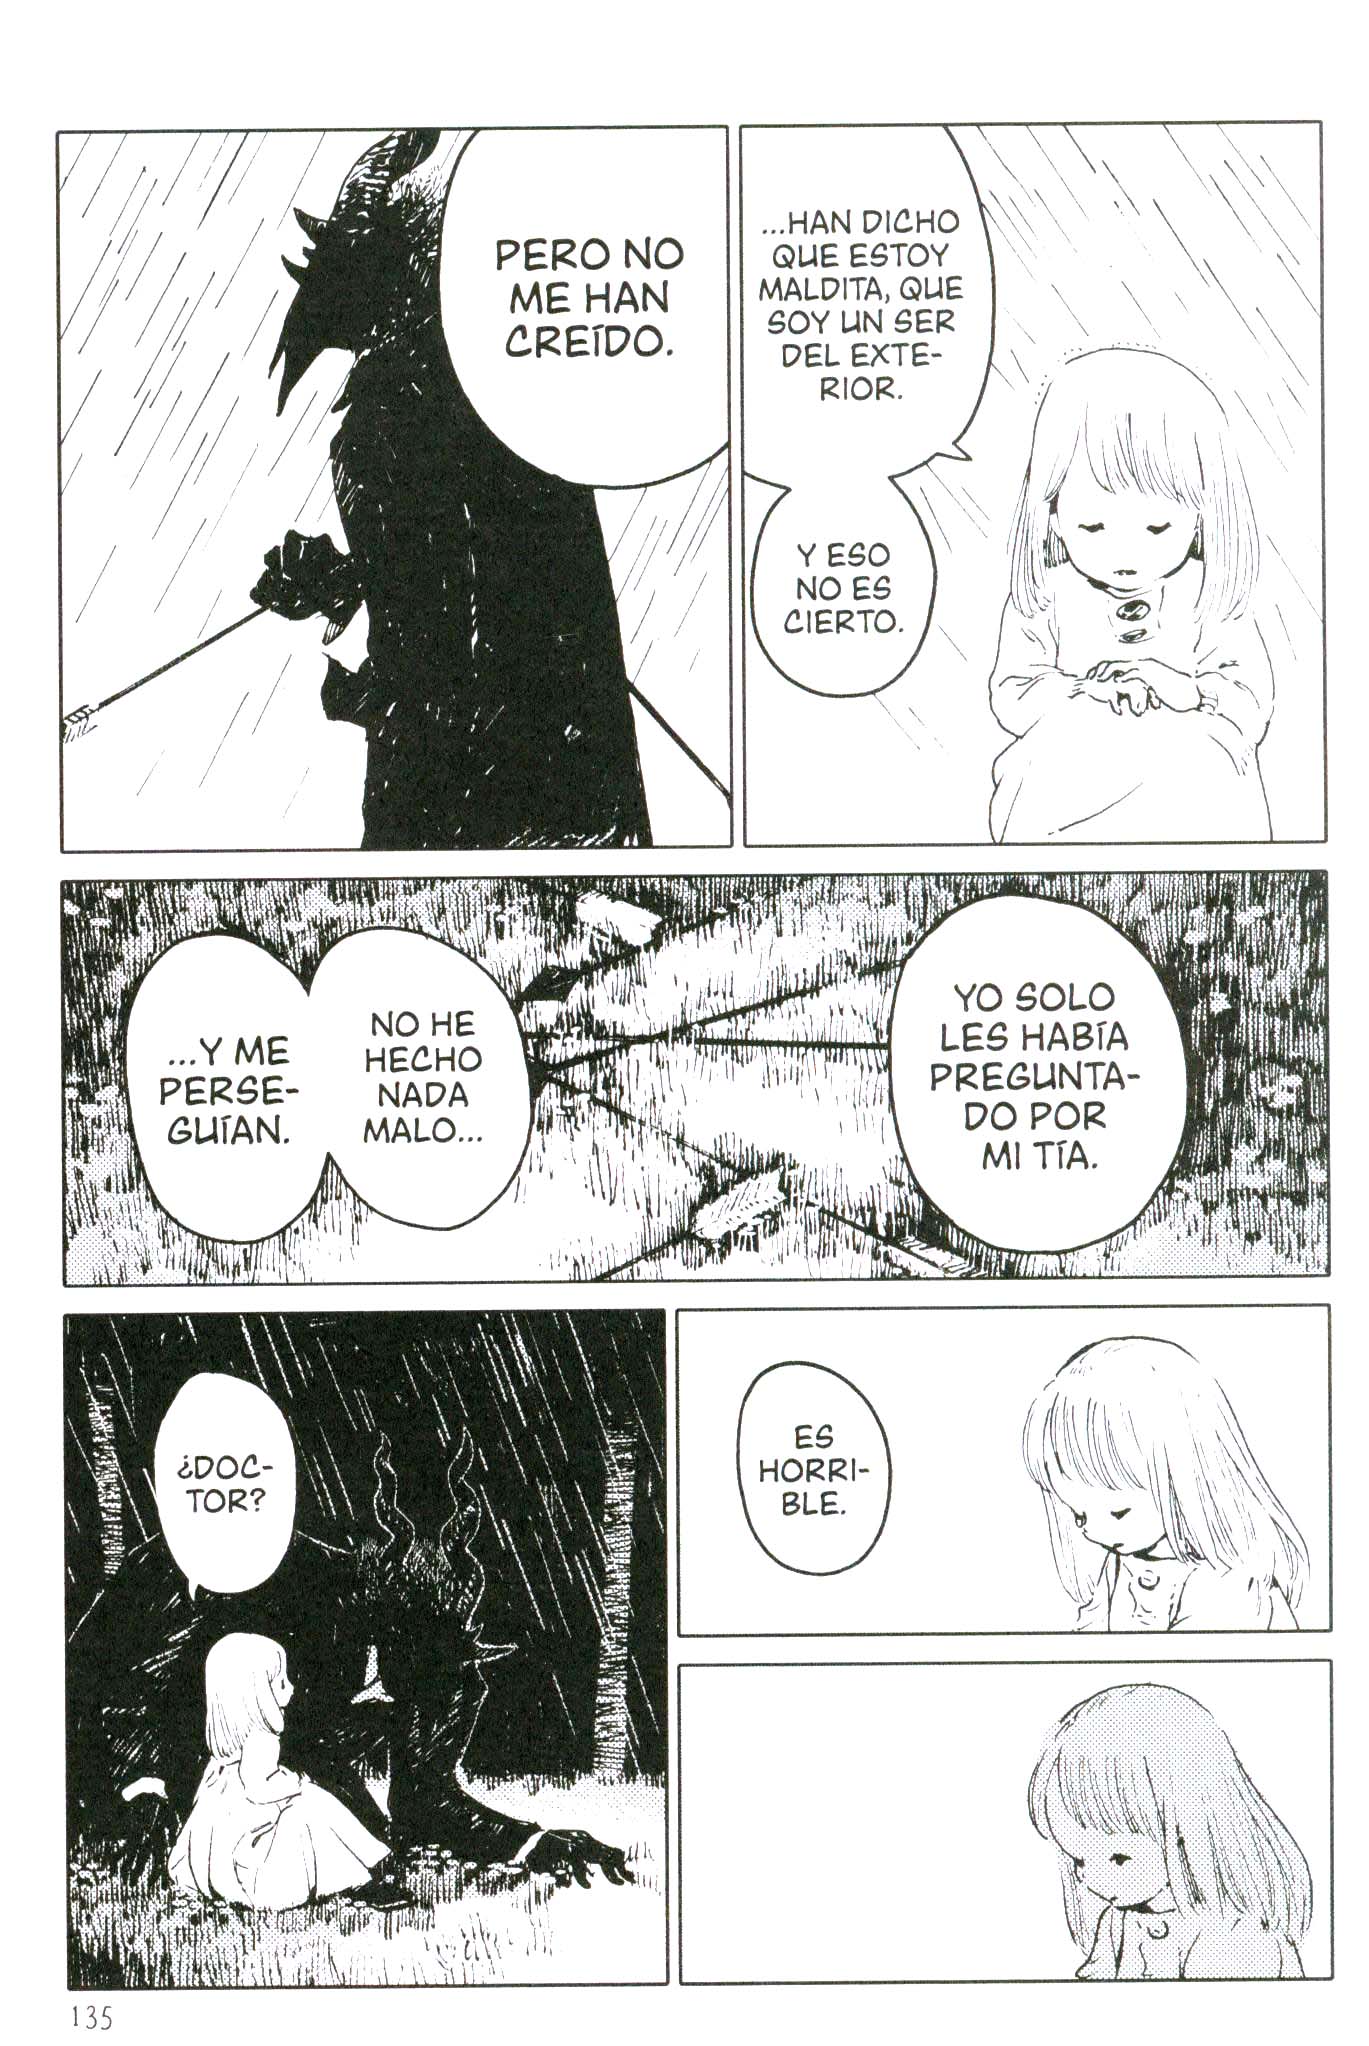 ...HAN DICHO
QUE ESTOY
MALDITA, QUE
SOY UN SER
DEL EXTE-
RIOR.
Y ESO
NO ES
CIERTO.
PERO NO
ME HAN
CREÍDO.
YO SOLO
LES HABÍA
PREGUNTA-
DO POR
MI TÍA.
NO HE
HECHO
NADA
MALO...
...Y ME
PERSE-
GUÍAN.
ES
HORRI-
BLE.
¿DOC-
TOR?
135